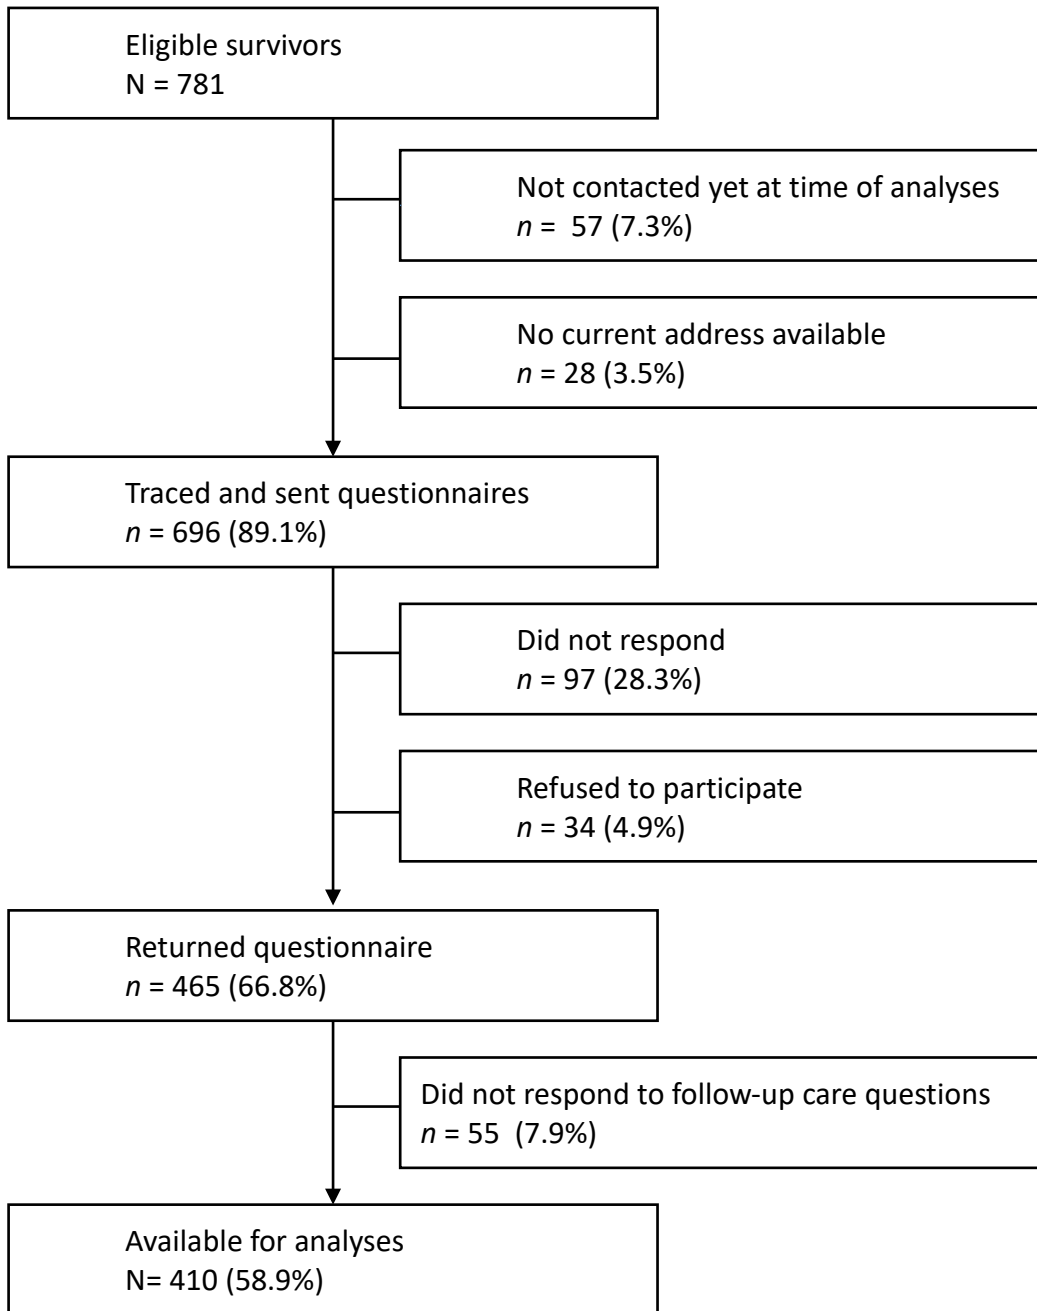 Eligible survivors
N = 781
Not contacted yet at time of analyses
n =  57 (7.3%)
No current address available
n = 28 (3.5%)
Traced and sent questionnaires
n = 696 (89.1%)
Did not respond
n = 97 (28.3%)
Refused to participate
n = 34 (4.9%)
Returned questionnaire
n = 465 (66.8%)
Did not respond to follow-up care questions
n = 55  (7.9%)
Available for analyses
N= 410 (58.9%)